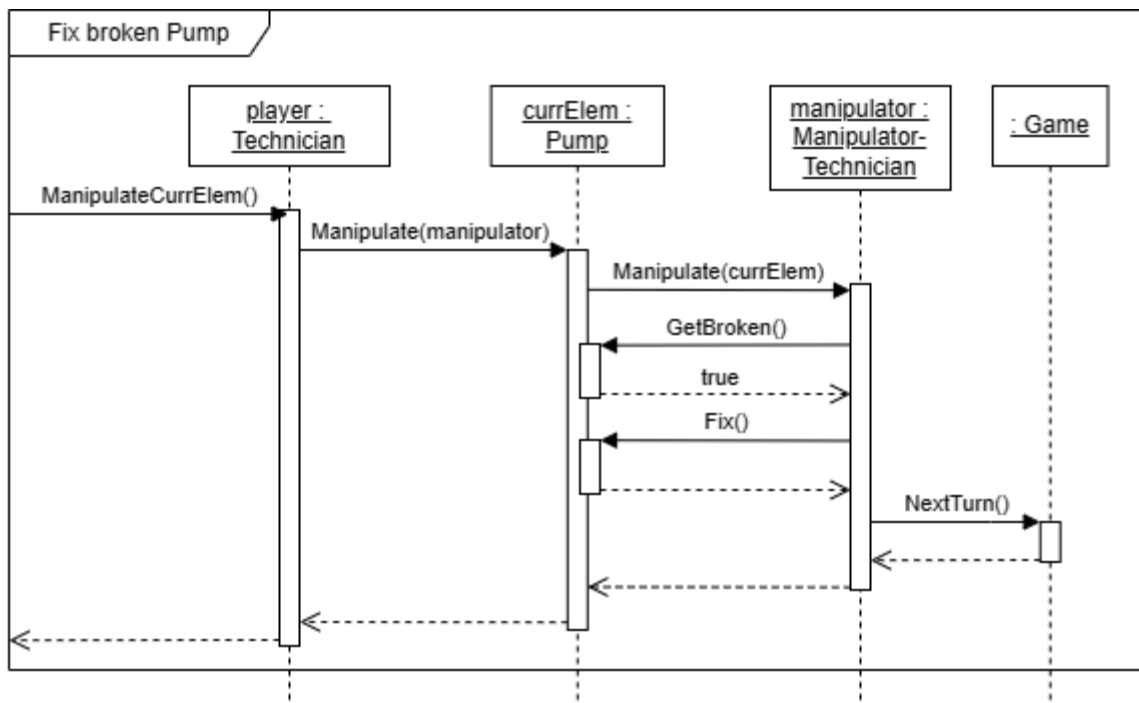 Fix broken Pump
player :
Technician
currElem :
Pump
manipulator :
Manipulator-
Technician
: Game
ManipulateCurrElem()
Manipulate(manipulator)
Manipulate(currElem)
GetBroken()
true
Fix()
NextTurn()